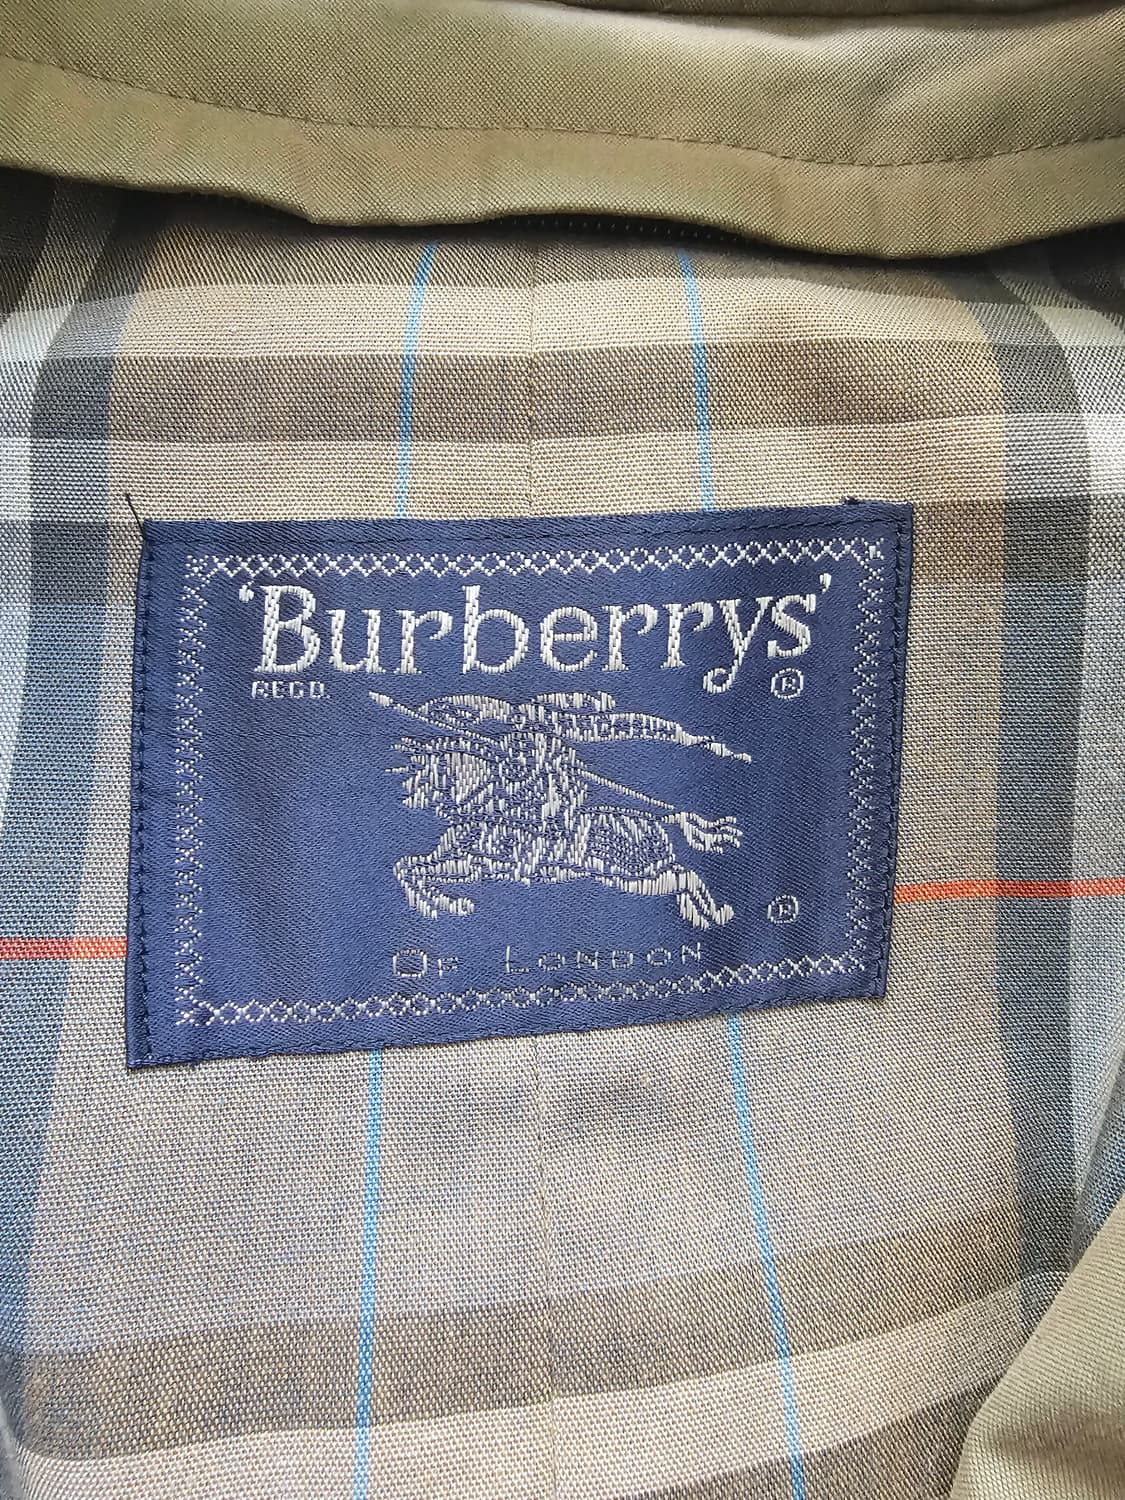 ‘Burberrys’
REGD. ®
®
OF LONDON